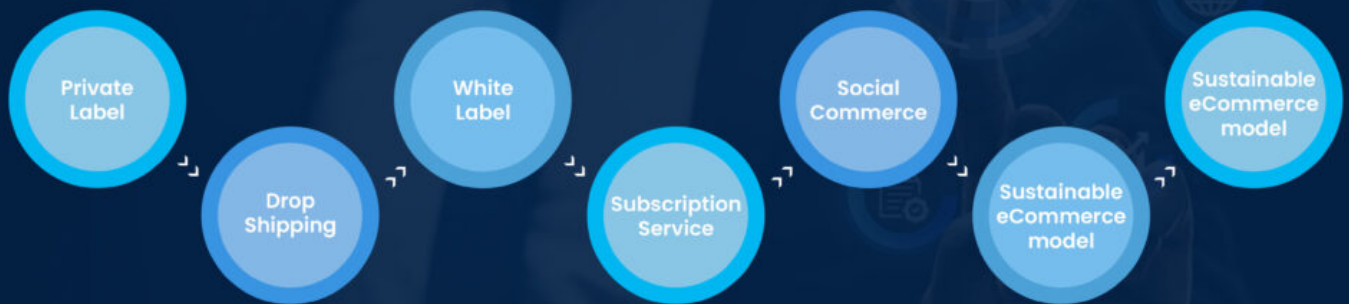 Private
Label
Drop
Shipping
White
Label
Subscription
Service
Social
Commerce
Sustainable
eCommerce
model
Sustainable
eCommerce
model